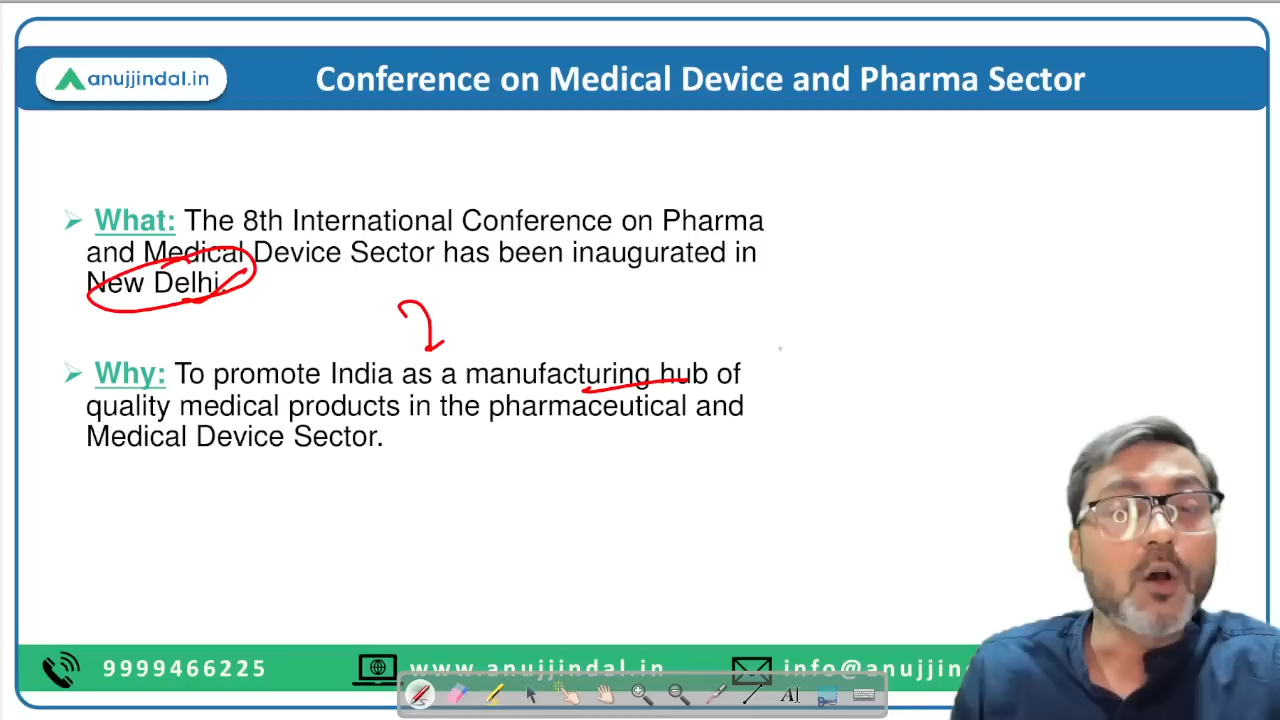 anujjindal.in
Conference on Medical Device and Pharma Sector
What: The 8th International Conference on Pharma
and Medical Device Sector has been inaugurated in
New Delhi.
Why: To promote India as a manufacturing hub of
quality medical products in the pharmaceutical and
Medical Device Sector.
9999466225
www.anujjindal.in
info@anujjin